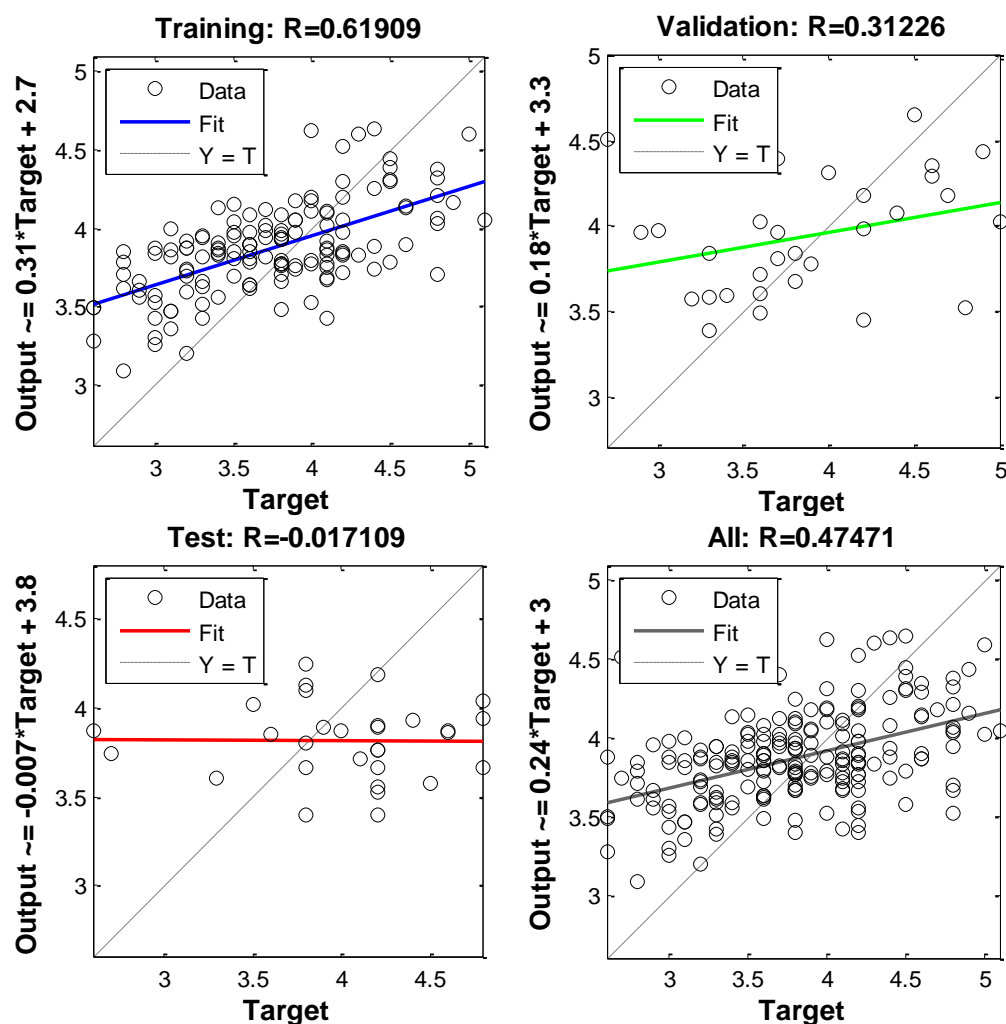 Training: R=0.61909
Output ~= 0.31*Target + 2.7
Data
Fit
Y = T
5
4.5
4
3.5
3
3
3.5
4
4.5
5
Target
Validation: R=0.31226
Output ~= 0.18*Target + 3.3
Data
Fit
Y = T
5
4.5
4
3.5
3
3
3.5
4
4.5
5
Target
Test: R=-0.017109
Output ~= -0.007*Target + 3.8
Data
Fit
Y = T
4.5
4
3.5
3
3
3.5
4
4.5
Target
All: R=0.47471
Output ~= 0.24*Target + 3
Data
Fit
Y = T
5
4.5
4
3.5
3
3
3.5
4
4.5
5
Target